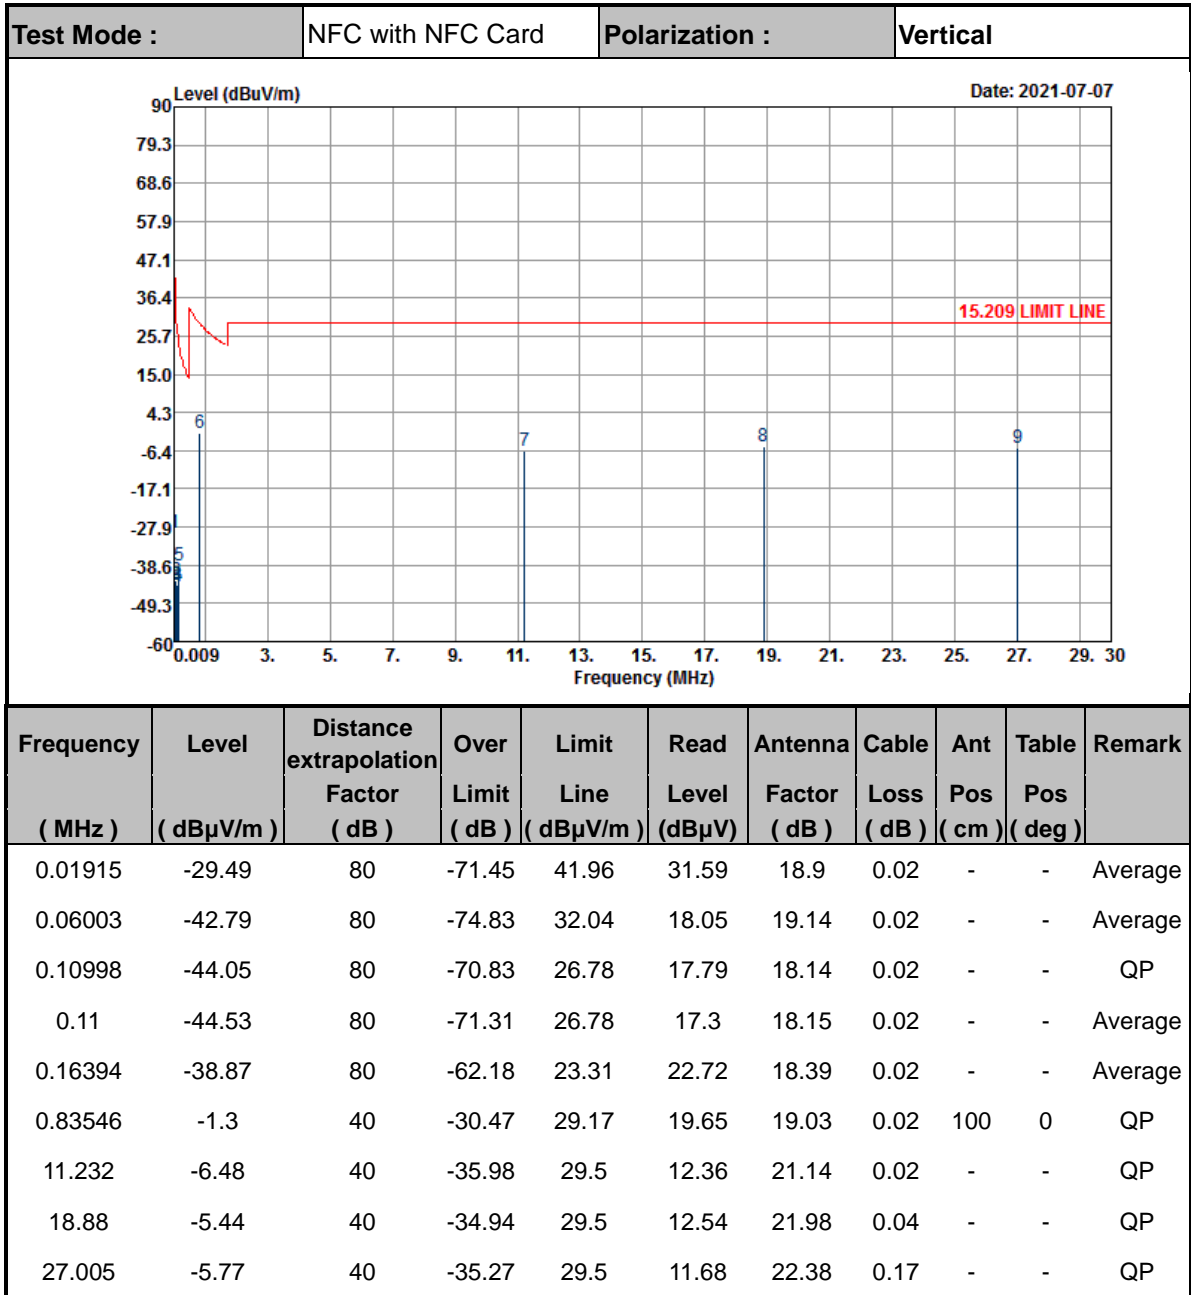 Test Mode : NFC with NFC Card Polarization : Vertical
Level (dBuV/m) Date: 2021-07-07
90
79.3
68.6
57.9
47.1
36.4
15.209 LIMIT LINE
25.7
15.0
4.3
6
7
8
9
-6.4
-17.1
-27.9
5
-38.6
-49.3
-60
0.009 3. 5. 7. 9. 11. 13. 15. 17. 19. 21. 23. 25. 27. 29. 30
Frequency (MHz)
Frequency Level Distance extrapolation Over Limit Read Antenna Cable Ant Table Remark
Factor Limit Line Level Factor Loss Pos Pos
( MHz ) ( dBµV/m ) ( dB ) ( dB ) ( dBµV/m ) (dBµV) ( dB ) ( dB ) ( cm ) ( deg )
0.01915 -29.49 80 -71.45 41.96 31.59 18.9 0.02 - - Average
0.06003 -42.79 80 -74.83 32.04 18.05 19.14 0.02 - - Average
0.10998 -44.05 80 -70.83 26.78 17.79 18.14 0.02 - - QP
0.11 -44.53 80 -71.31 26.78 17.3 18.15 0.02 - - Average
0.16394 -38.87 80 -62.18 23.31 22.72 18.39 0.02 - - Average
0.83546 -1.3 40 -30.47 29.17 19.65 19.03 0.02 100 0 QP
11.232 -6.48 40 -35.98 29.5 12.36 21.14 0.02 - - QP
18.88 -5.44 40 -34.94 29.5 12.54 21.98 0.04 - - QP
27.005 -5.77 40 -35.27 29.5 11.68 22.38 0.17 - - QP